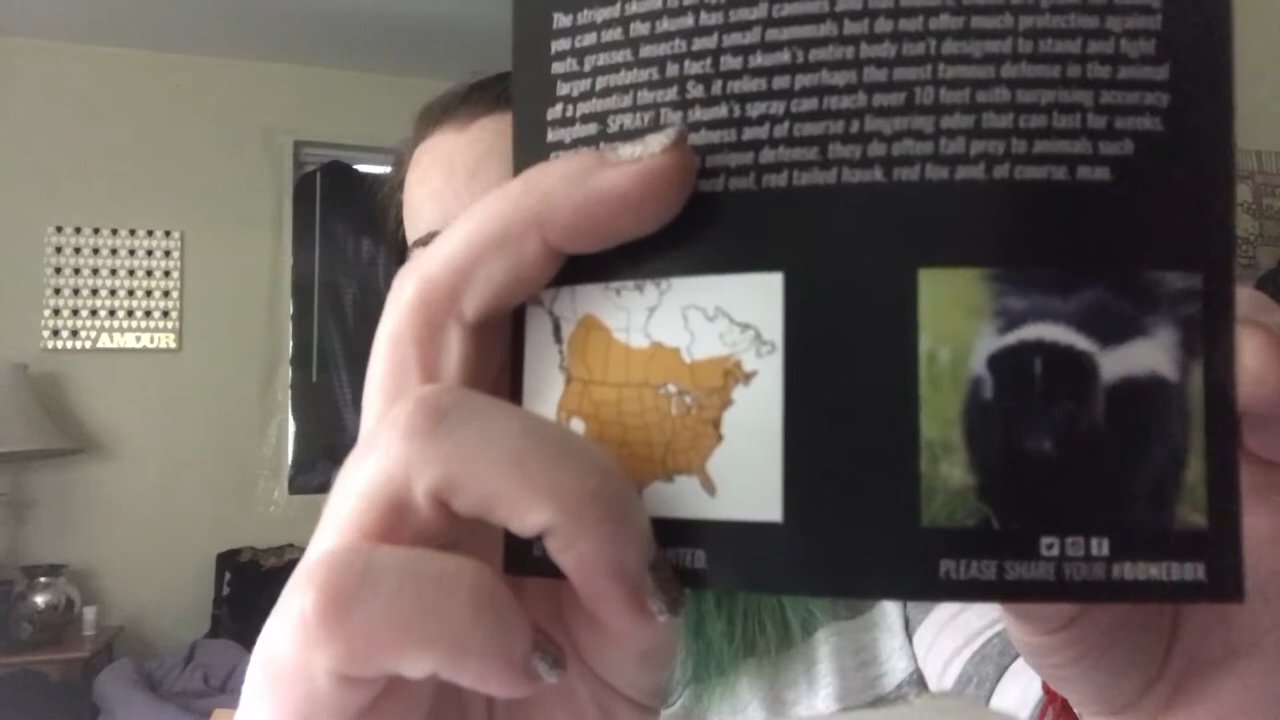 The striped skunk is an
you can see, the skunk has small canines and
nuts, grasses, insects and small mammals but do not offer much protection against
larger predators. In fact, the skunk's entire body isn't designed to stand and fight
off a potential threat. So, it relies on perhaps the most famous defense in the animal
kingdom- SPRAY! The skunk's spray can reach over 10 feet with surprising accuracy
and of course a lingering odor that can last for weeks.
unique defense, they do often fall prey to animals such
owl, red tailed hawk, red fox and, of course, man.
AMOUR
PLEASE SHARE YOUR #BONEBOX